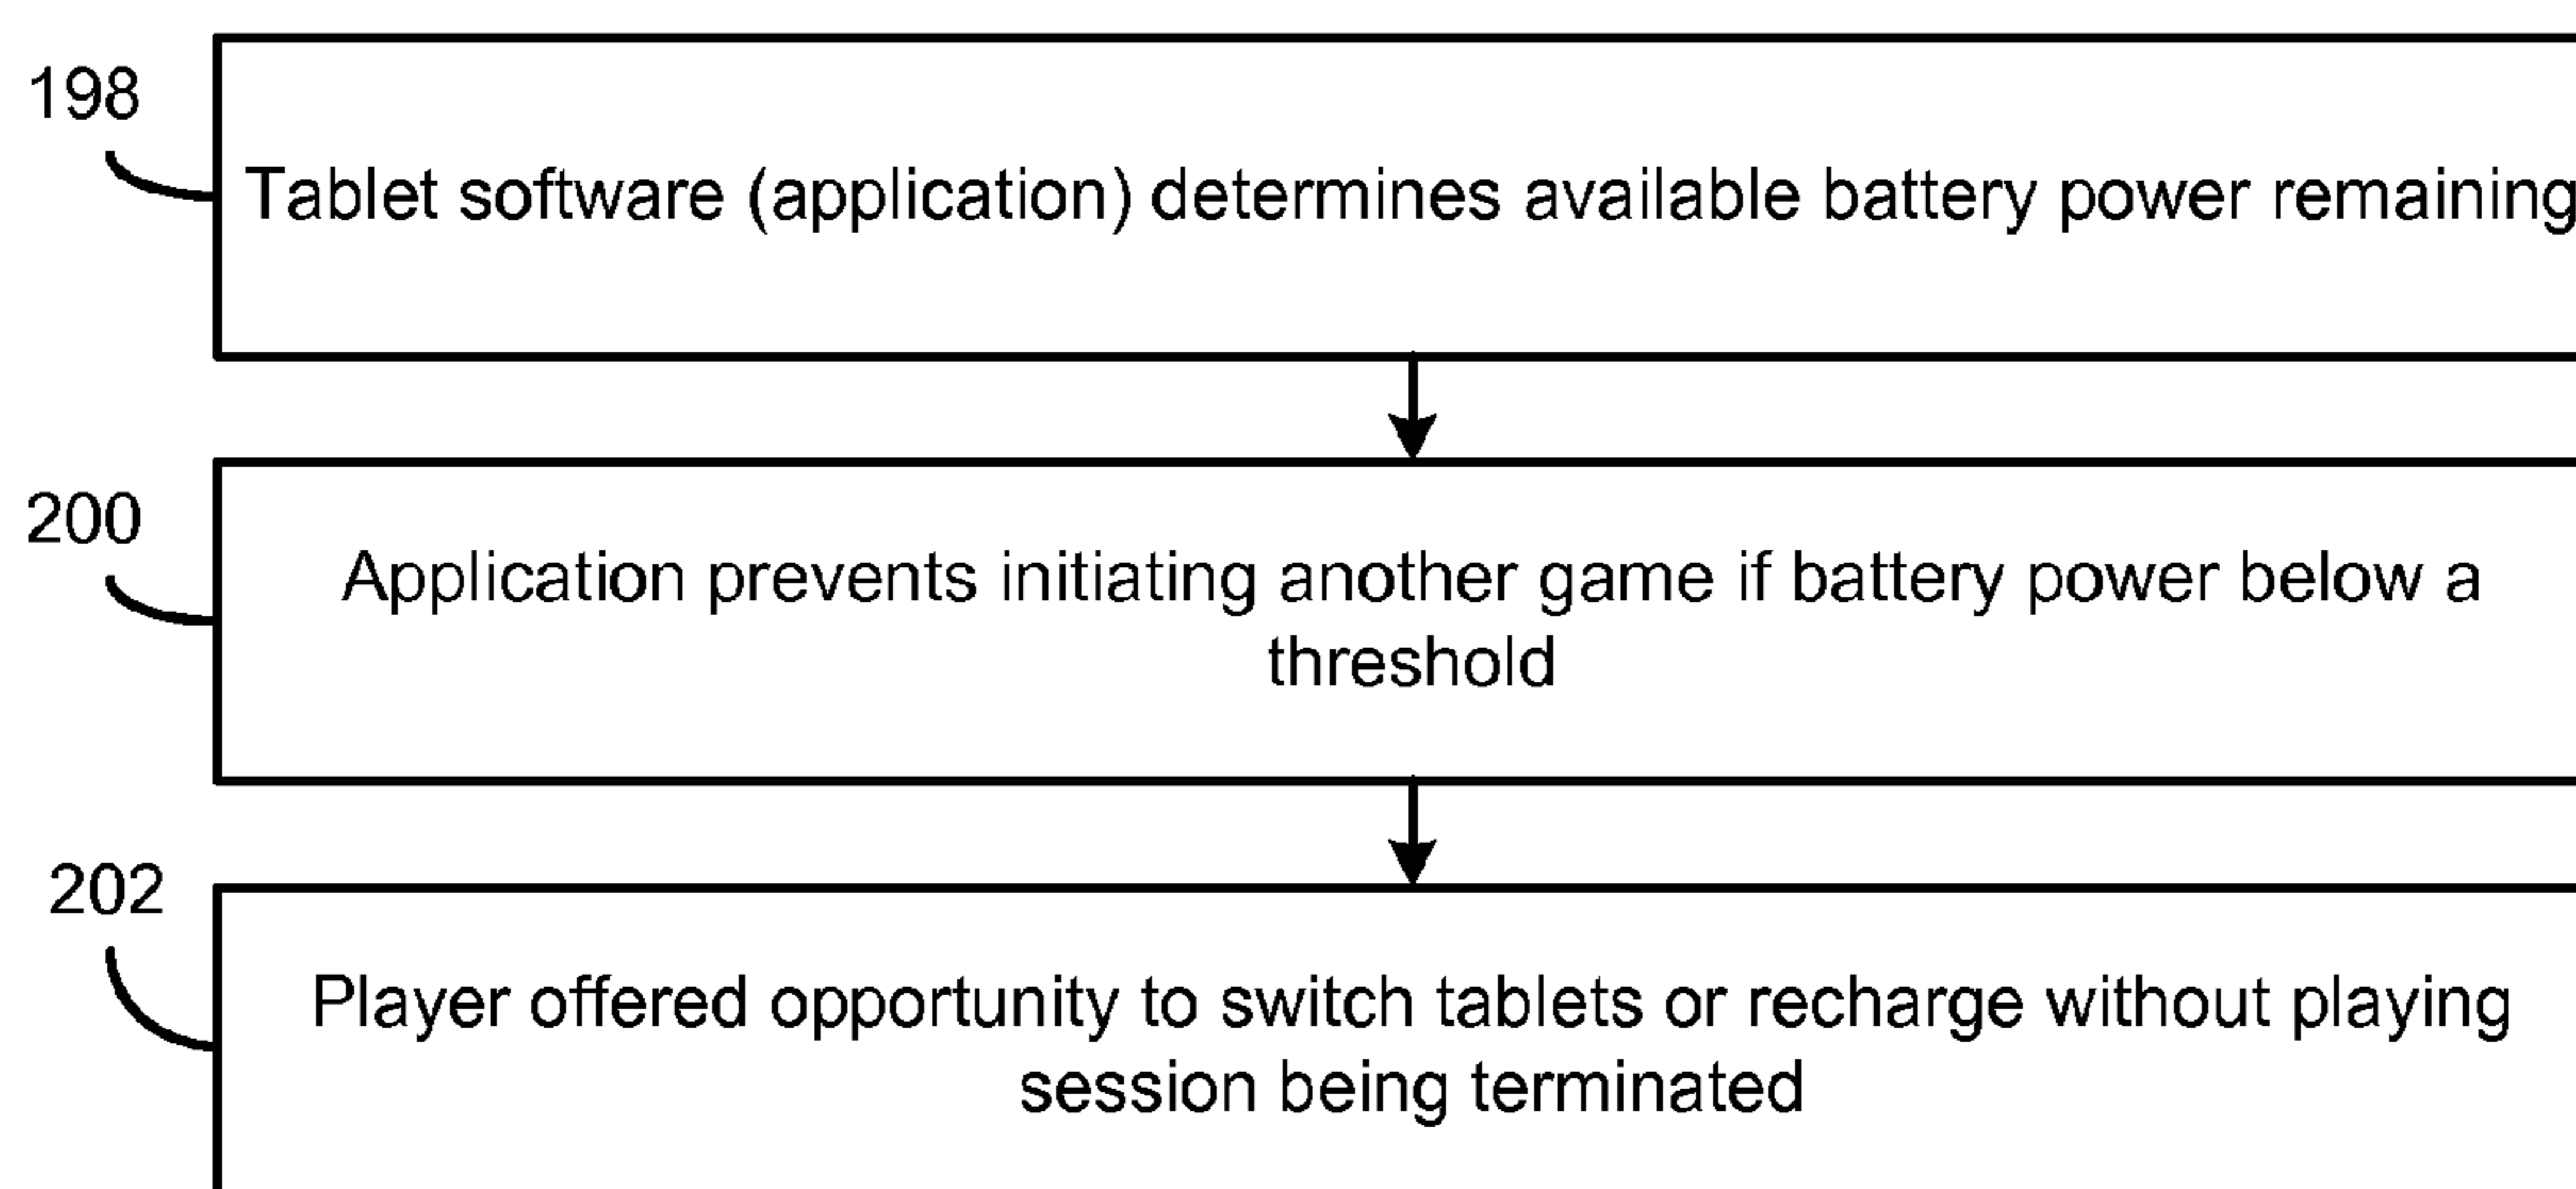 198
Tablet software (application) determines available battery power remaining
200
Application prevents initiating another game if battery power below a
threshold
202
Player offered opportunity to switch tablets or recharge without playing
session being terminated